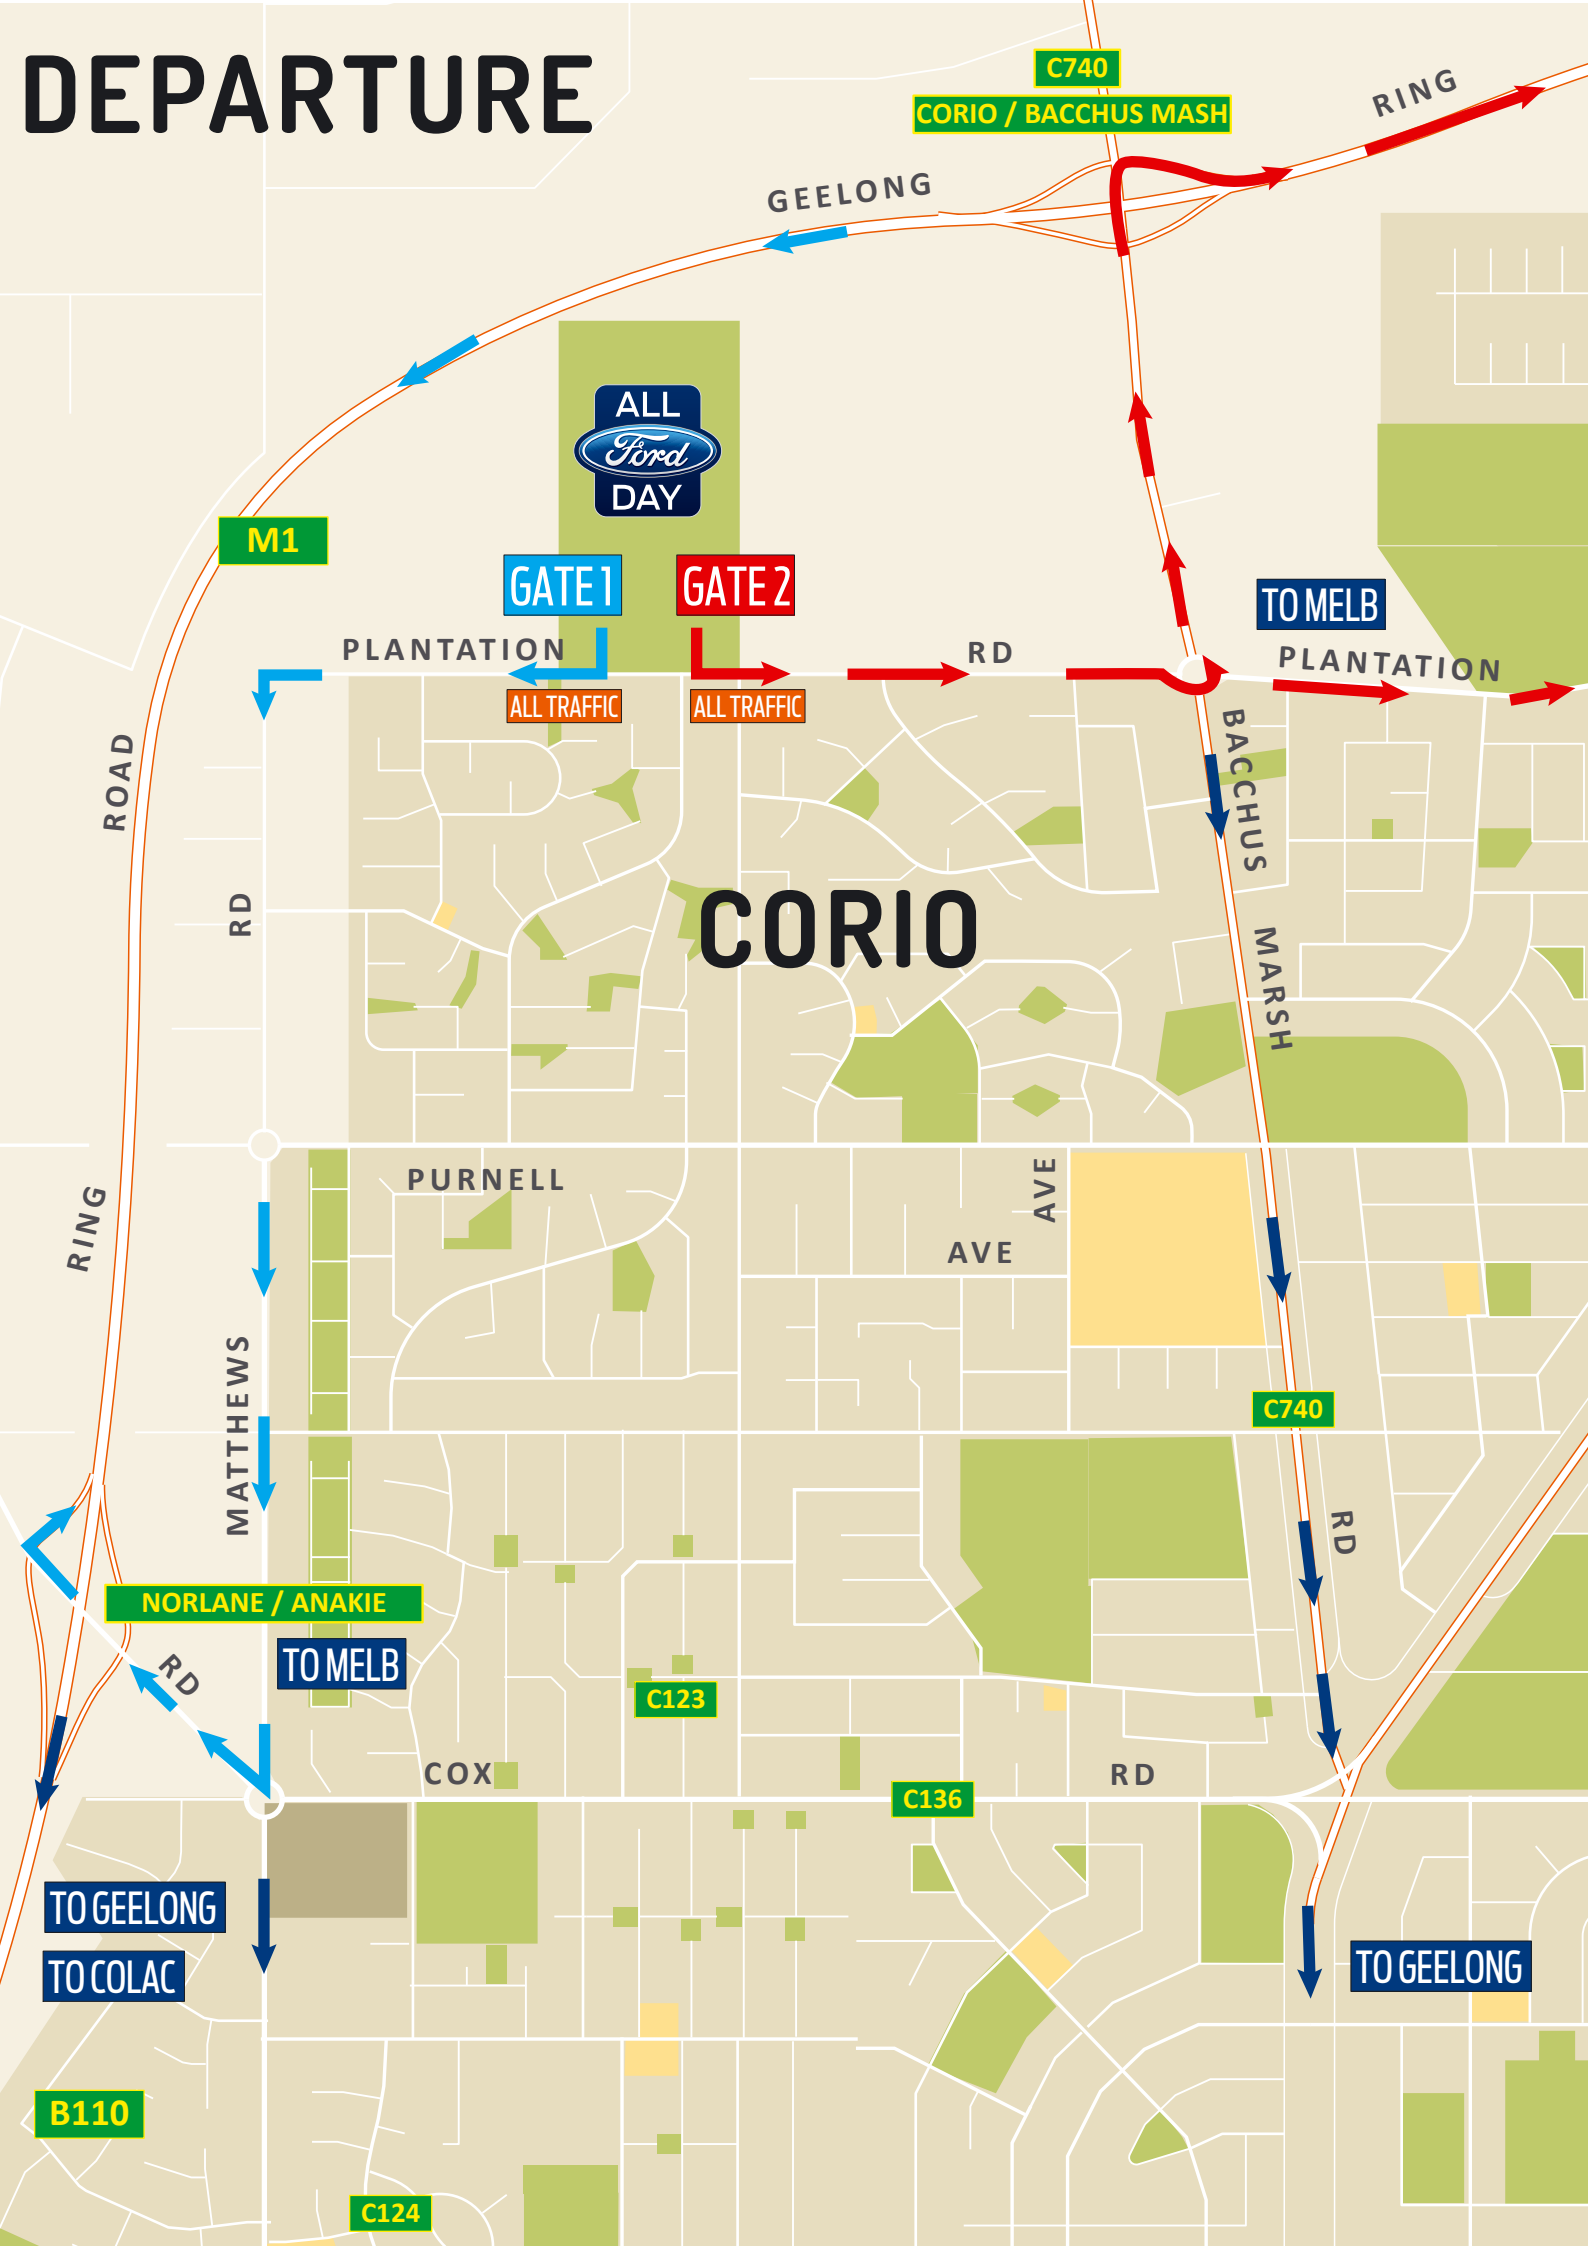 DEPARTURE
C740
CORIO / BACCHUS MASH
RING
GEELONG
ALL
Ford
DAY
M1
GATE 1
GATE 2
TO MELB
PLANTATION
RD
PLANTATION
ALL TRAFFIC
ALL TRAFFIC
ROAD
BACCHUS
RD
CORIO
MARSH
PURNELL
AVE
RING
AVE
MATTHEWS
C740
RD
NORLANE / ANAKIE
TO MELB
RD
C123
COX
RD
C136
TO GEELONG
TO COLAC
TO GEELONG
B110
C124